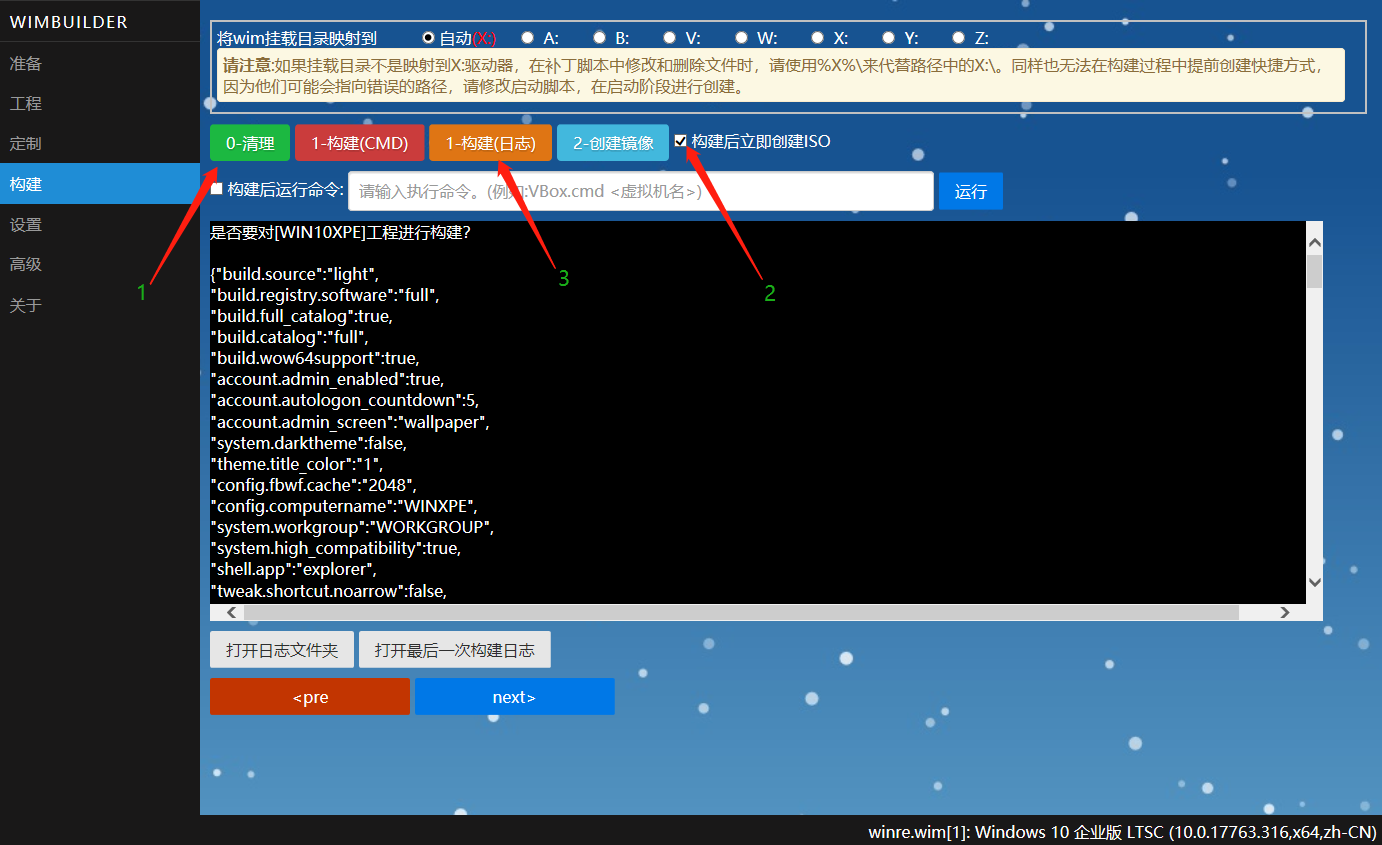 WIMBUILDER
准备
工程
定制
构建
设置
高级
关于
将wim挂载目录映射到 自动(X:) A: B: V: W: X: Y: Z:
请注意:如果挂载目录不是映射到X:驱动器，在补丁脚本中修改和删除文件时，请使用%X%\来代替路径中的X:\。同样也无法在构建过程中提前创建快捷方式，
因为他们可能会指向错误的路径，请修改启动脚本，在启动阶段进行创建。
0-清理 1-构建(CMD) 1-构建(日志) 2-创建镜像 构建后立即创建ISO
构建后运行命令: 请输入执行命令。(例如:VBox.cmd <虚拟机名>) 运行
是否要对[WIN10XPE]工程进行构建?
{"build.source":"light",
"build.registry.software":"full",
"build.full_catalog":true,
"build.catalog":"full",
"build.wow64support":true,
"account.admin_enabled":true,
"account.autologon_countdown":5,
"account.admin_screen":"wallpaper",
"system.darktheme":false,
"theme.title_color":"1",
"config.fbwf.cache":"2048",
"config.computername":"WINXPE",
"system.workgroup":"WORKGROUP",
"system.high_compatibility":true,
"shell.app":"explorer",
"tweak.shortcut.noarrow":false,
1
3
2
打开日志文件夹 打开最后一次构建日志
<pre next>
winre.wim[1]: Windows 10 企业版 LTSC (10.0.17763.316,x64,zh-CN)